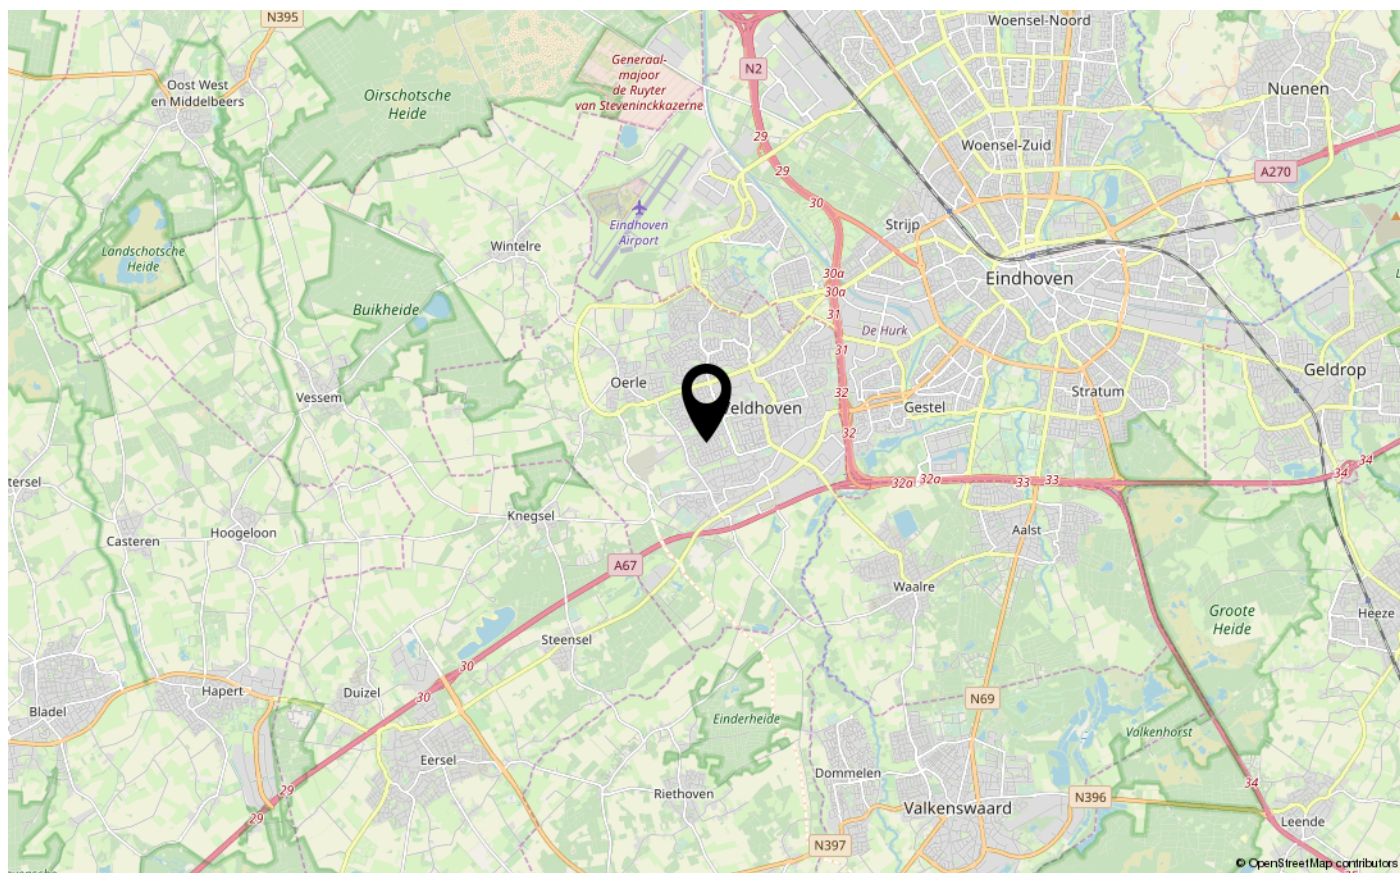 N395
Woensel-Noord
N2
Generaal-
majoor
de Ruyter
van Steveninckkazerne
Oost West
en Middelbeers
Oirschotsche
Heide
Nuenen
29
Woensel-Zuid
29
A270
30
Strijp
Eindhoven
Airport
Wintelre
Landschotsche
Heide
30a
30a
Eindhoven
Buikheide
31
De Hurk
31
Geldrop
Oerle
Vessem
32
Stratum
Veldhoven
Gestel
32
34
34
32a
32a
33
33
tersel
Knegsel
Aalst
Hoogeloon
Casteren
A67
Waalre
Groote
Heide
Heeze
Steensel
30
30
Hapert
Duizel
N69
Bladel
Einderheide
Valkenhorst
Eersel
Dommelen
34
29
Riethoven
N396
Valkenswaard
29
Leende
N397
© OpenStreetMap contributors